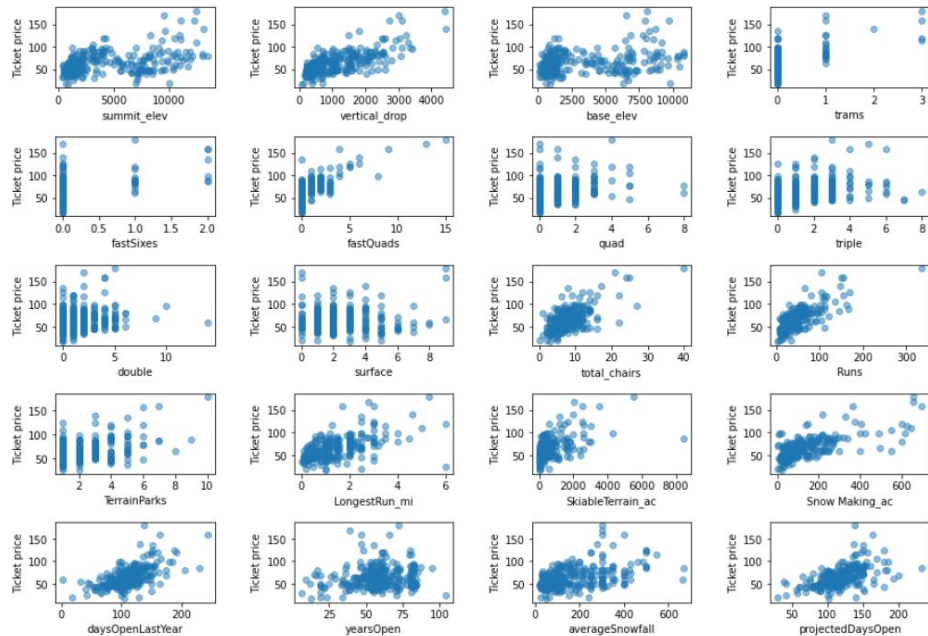 Ticket price Ticket price Ticket price Ticket price
150 100 50 150 100 50 150 100 50 150 100 50
0 5000 10000 0 1000 2000 3000 4000 0 2500 5000 7500 10000 0 1 2 3
summit_elev vertical_drop base_elev trams
Ticket price Ticket price Ticket price Ticket price
150 100 50 150 100 50 150 100 50 150 100 50
0.0 0.5 1.0 1.5 2.0 0 5 10 15 0 2 4 6 8 0 2 4 6 8
fastSixes fastQuads quad triple
Ticket price Ticket price Ticket price Ticket price
150 100 50 150 100 50 150 100 50 150 100 50
0 5 10 0 2 4 6 8 0 10 20 30 40 0 100 200 300
double surface total_chairs Runs
Ticket price Ticket price Ticket price Ticket price
150 100 50 150 100 50 150 100 50 150 100 50
2 4 6 8 10 0 2 4 6 0 2000 4000 6000 8000 0 200 400 600
TerrainParks LongestRun_mi SkiableTerrain_ac Snow Making_ac
Ticket price Ticket price Ticket price Ticket price
150 100 50 150 100 50 150 100 50 150 100 50
0 100 200 25 50 75 100 0 200 400 600 50 100 150 200
daysOpenLastYear yearsOpen averageSnowfall projectedDaysOpen